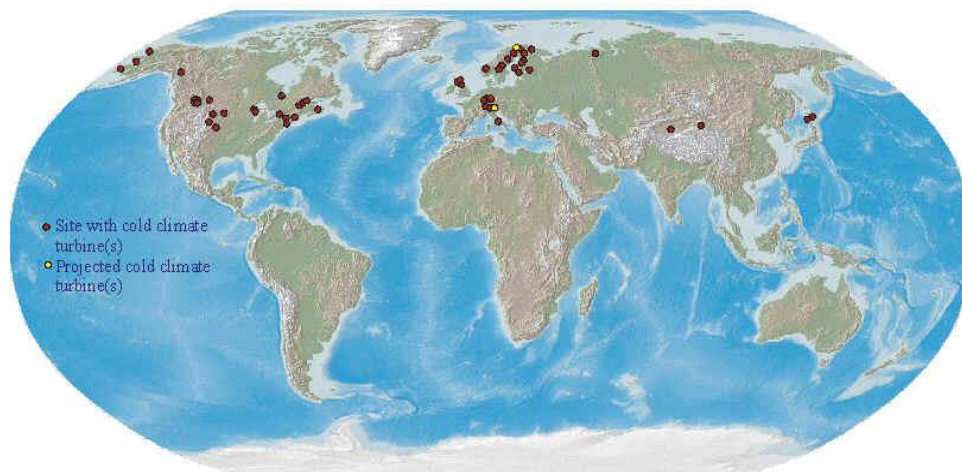 Site with cold climate
turbine(s)
Projected cold climate
turbine(s)